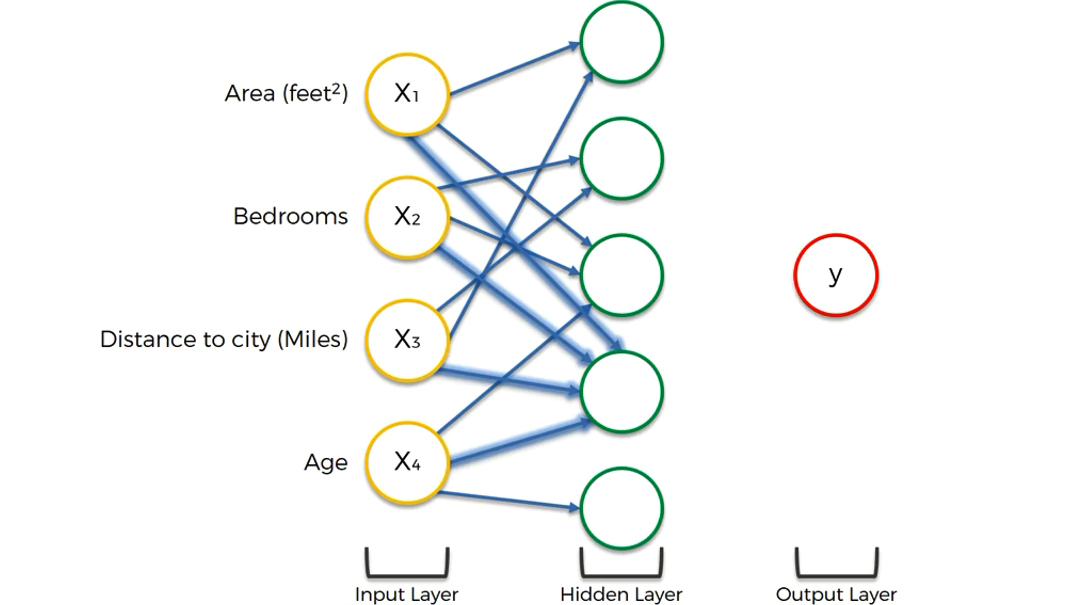 Area (feet²) X₁
Bedrooms X₂
y
Distance to city (Miles) X₃
Age X₄
Input Layer Hidden Layer Output Layer